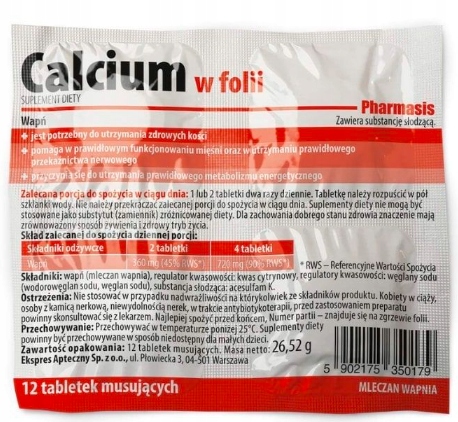 Calcium w folii
SUPLEMENT DIETY
Pharmasis
Wapń
Zawiera substancję słodzącą.
+ jest potrzebny do utrzymania zdrowych kości
+ pomaga w prawidłowym funkcjonowaniu mięśni oraz w utrzymaniu prawidłowego
przekaźnictwa nerwowego
+ przyczynia się do utrzymania prawidłowego metabolizmu energetycznego
Zalecana porcja do spożycia w ciągu dnia: 1 lub 2 tabletki dwa razy dziennie. Tabletkę należy rozpuścić w pół
szklanki wody. Nie należy przekraczać zalecanej porcji do spożycia w ciągu dnia. Suplementy diety nie mogą być
stosowane jako substytut (zamiennik) zróżnicowanej diety. Dla zachowania dobrego stanu zdrowia znaczenie mają
zrównoważony sposób żywienia i zdrowy tryb życia.
Skład zalecanej do spożycia dziennej porcji:
Składniki odżywcze 2 tabletki 4 tabletki
Wapń 360 mg (45% RWS*) 720 mg (90% RWS*) * RWS – Referencyjne Wartości Spożycia
Składniki: wapń (mleczan wapnia), regulator kwasowości: kwas cytrynowy, regulatory kwasowości: węglany sodu
(wodorowęglan sodu, węglan sodu), substancja słodząca: acesulfam K.
Ostrzeżenia: Nie stosować w przypadku nadwrażliwości na którykolwiek ze składników produktu. Kobiety w ciąży,
osoby z kamicą nerkową, niewydolnością nerek, w trakcie antybiotykoterapii, przed zastosowaniem preparatu
powinny skonsultować się z lekarzem. Najlepiej spożyć przed końcem, Numer partii – znajduje się na zgrzewie folii.
Przechowywanie: Przechowywać w temperaturze poniżej 25°C. Suplementy diety
powinny być przechowywane w sposób niedostępny dla małych dzieci.
Zawartość opakowania: 12 tabletek musujących. Masa netto: 26,52 g
Ekspres Apteczny Sp. z o.o., ul. Płowiecka 3, 04-501 Warszawa
5 902175 350179
12 tabletek musujących
MLECZAN WAPNIA